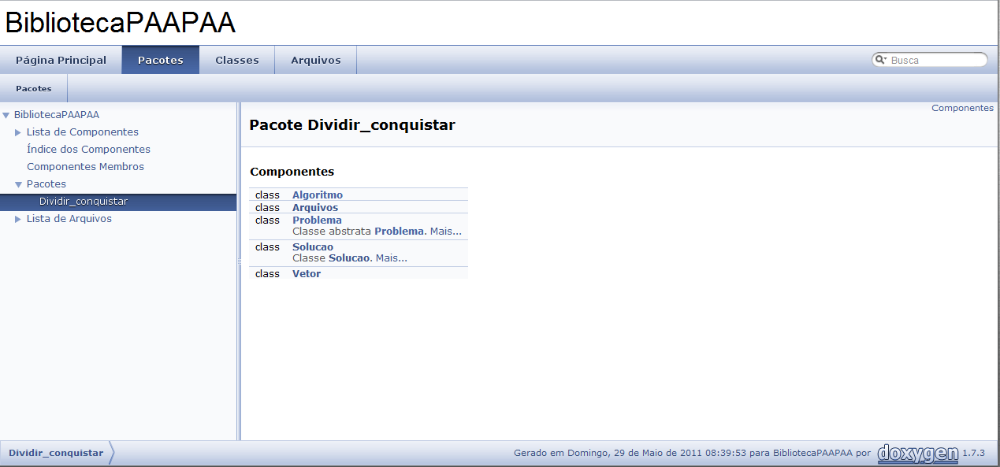 BibliotecaPAAPAA
Página Principal Pacotes Classes Arquivos Busca
Pacotes
Componentes
BibliotecaPAAPAA
Lista de Componentes
Índice dos Componentes
Componentes Membros
Pacotes
Dividir_conquistar
Lista de Arquivos
Pacote Dividir_conquistar
Componentes
class Algoritmo
class Arquivos
class Problema
Classe abstrata Problema. Mais...
class Solucao
Classe Solucao. Mais...
class Vetor
Dividir_conquistar
Gerado em Domingo, 29 de Maio de 2011 08:39:53 para BibliotecaPAAPAA por doxygen 1.7.3